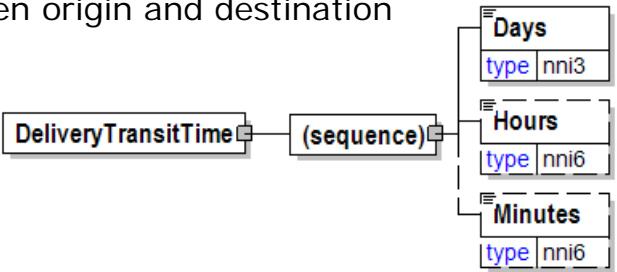 en origin and destination
Days
type nni3
DeliveryTransitTime
(sequence)
Hours
type nni6
Minutes
type nni6